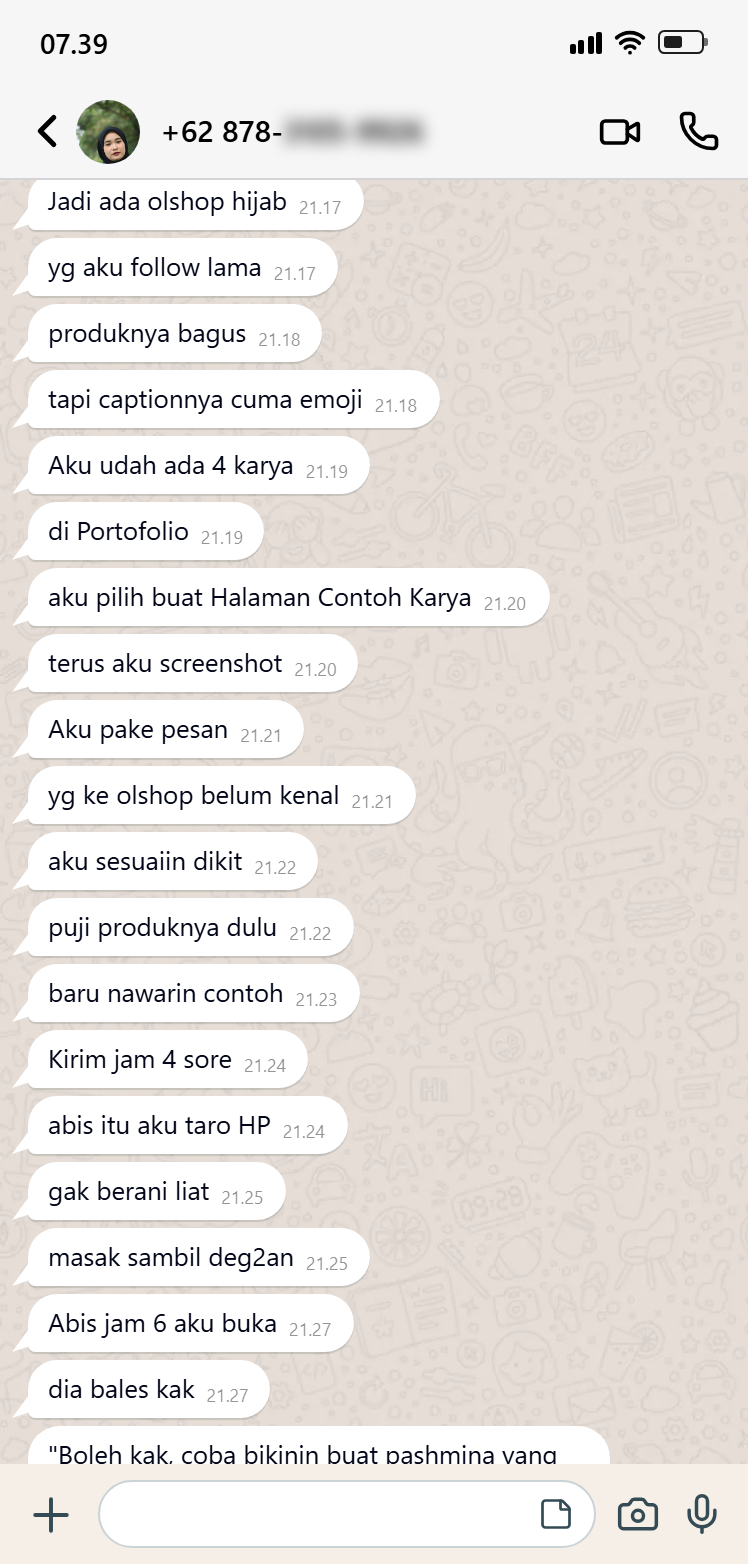 07.39
+62 878-
Jadi ada olshop hijab 21.17
yg aku follow lama 21.17
produknya bagus 21.18
tapi captionnya cuma emoji 21.18
Aku udah ada 4 karya 21.19
di Portofolio 21.19
aku pilih buat Halaman Contoh Karya 21.20
terus aku screenshot 21.20
Aku pake pesan 21.21
yg ke olshop belum kenal 21.21
aku sesuaiin dikit 21.22
puji produknya dulu 21.22
baru nawarin contoh 21.23
Kirim jam 4 sore 21.24
abis itu aku taro HP 21.24
gak berani liat 21.25
masak sambil deg2an 21.25
Abis jam 6 aku buka 21.27
dia bales kak 21.27
"Boleh kak, coba bikinin buat pashmina yang